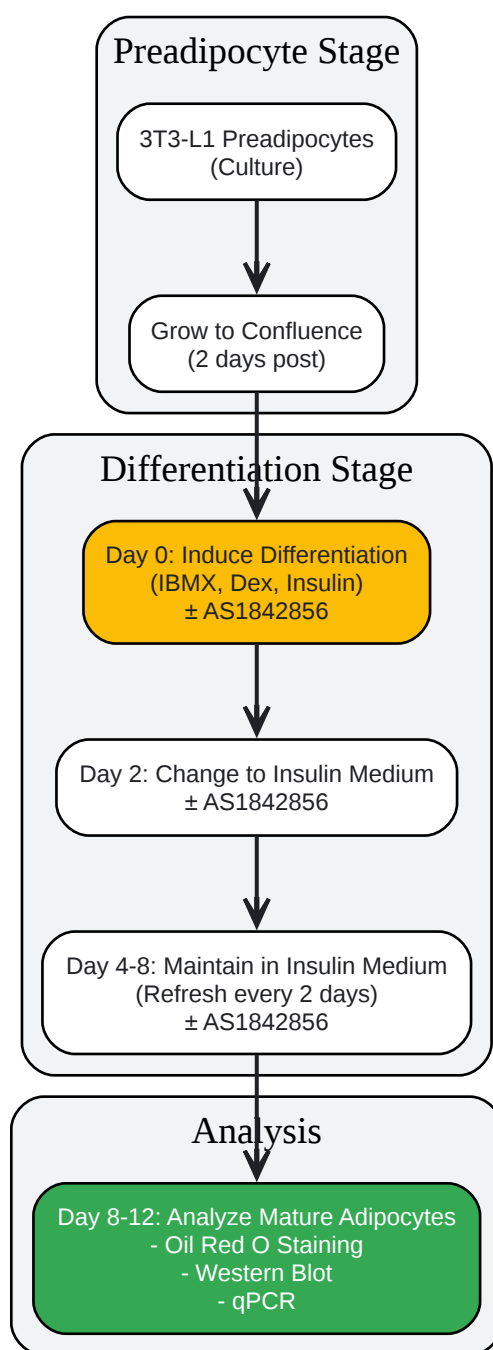 Preadipocyte Stage
3T3-L1 Preadipocytes
(Culture)
Grow to Confluence
(2 days post)
Differentiation Stage
Day 0: Induce Differentiation
(IBMX, Dex, Insulin)
± AS1842856
Day 2: Change to Insulin Medium
± AS1842856
Day 4-8: Maintain in Insulin Medium
(Refresh every 2 days)
± AS1842856
Analysis
Day 8-12: Analyze Mature Adipocytes
- Oil Red O Staining
- Western Blot
- qPCR